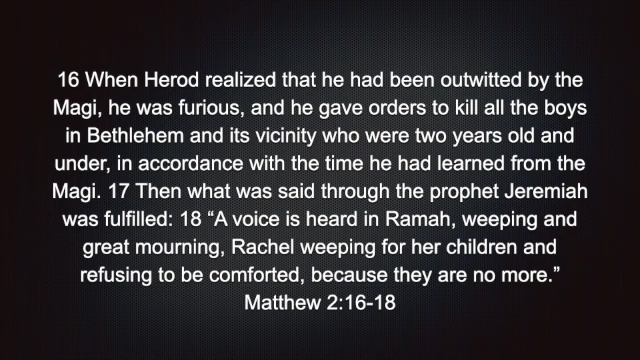 16 When Herod realized that he had been outwitted by the
Magi, he was furious, and he gave orders to kill all the boys
in Bethlehem and its vicinity who were two years old and
under, in accordance with the time he had learned from the
Magi. 17 Then what was said through the prophet Jeremiah
was fulfilled: 18 “A voice is heard in Ramah, weeping and
great mourning, Rachel weeping for her children and
refusing to be comforted, because they are no more.”
Matthew 2:16-18